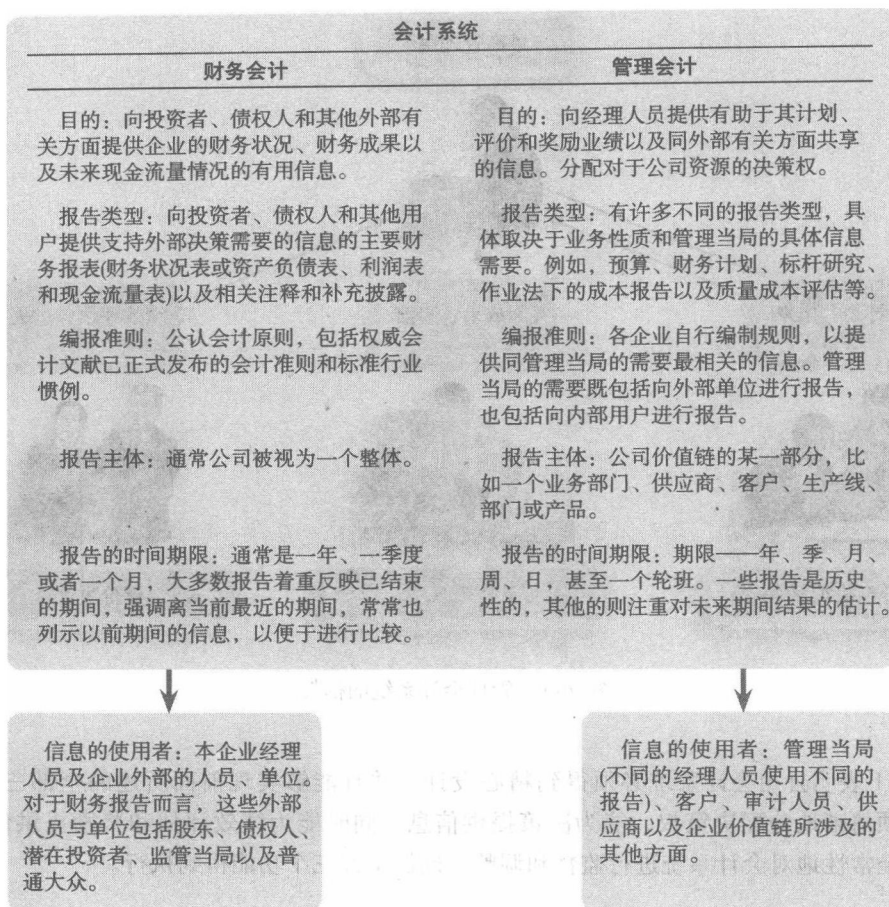 会计系统
财务会计
目的：向投资者、债权人和其他外部有
关方面提供企业的财务状况、财务成果以
及未来现金流量情况的有用信息。
报告类型：向投资者、债权人和其他用
户提供支持外部决策需要的信息的主要财
务报表(财务状况表或资产负债表、利润表
和现金流量表)以及相关注释和补充披露。
编报准则：公认会计原则，包括权威会
计文献已正式发布的会计准则和标准行业
惯例。
报告主体：通常公司被视为一个整体。
报告的时间期限：通常是一年、一季度
或者一个月，大多数报告着重反映已结束
的期间，强调离当前最近的期间，常常也
列示以前期间的信息，以便于进行比较。
管理会计
目的：向经理人员提供有助于其计划、
评价和奖励业绩以及同外部有关方面共享
的信息。分配对于公司资源的决策权。
报告类型：有许多不同的报告类型，具
体取决于业务性质和管理当局的具体信息
需要。例如，预算、财务计划、标杆研究、
作业法下的成本报告以及质量成本评估等。
编报准则：各企业自行编制规则，以提
供同管理当局的需要最相关的信息。管理
当局的需要既包括向外部单位进行报告，
也包括向内部用户进行报告。
报告主体：公司价值链的某一部分，比
如一个业务部门、供应商、客户、生产线、
部门或产品。
报告的时间期限：期限——年、季、月、
周、日，甚至一个轮班。一些报告是历史
性的，其他的则注重对未来期间结果的估计。
信息的使用者：本企业经理
人员及企业外部的人员、单位。
对于财务报告而言，这些外部
人员与单位包括股东、债权人、
潜在投资者、监管当局以及普
通大众。
信息的使用者：管理当局
(不同的经理人员使用不同的
报告)、客户、审计人员、供
应商以及企业价值链所涉及的
其他方面。